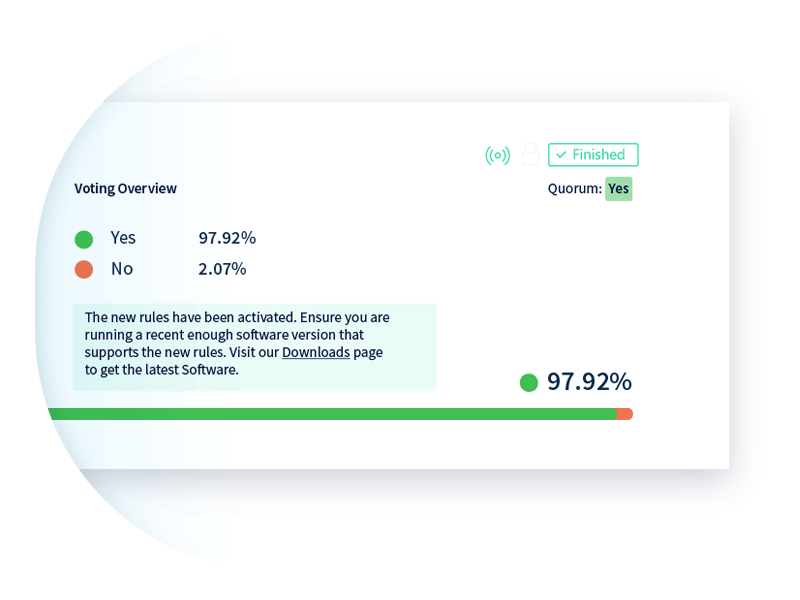 Finished
Voting Overview
Quorum: Yes
Yes 97.92%
No 2.07%
The new rules have been activated. Ensure you are
running a recent enough software version that
supports the new rules. Visit our Downloads page
to get the latest Software.
97.92%